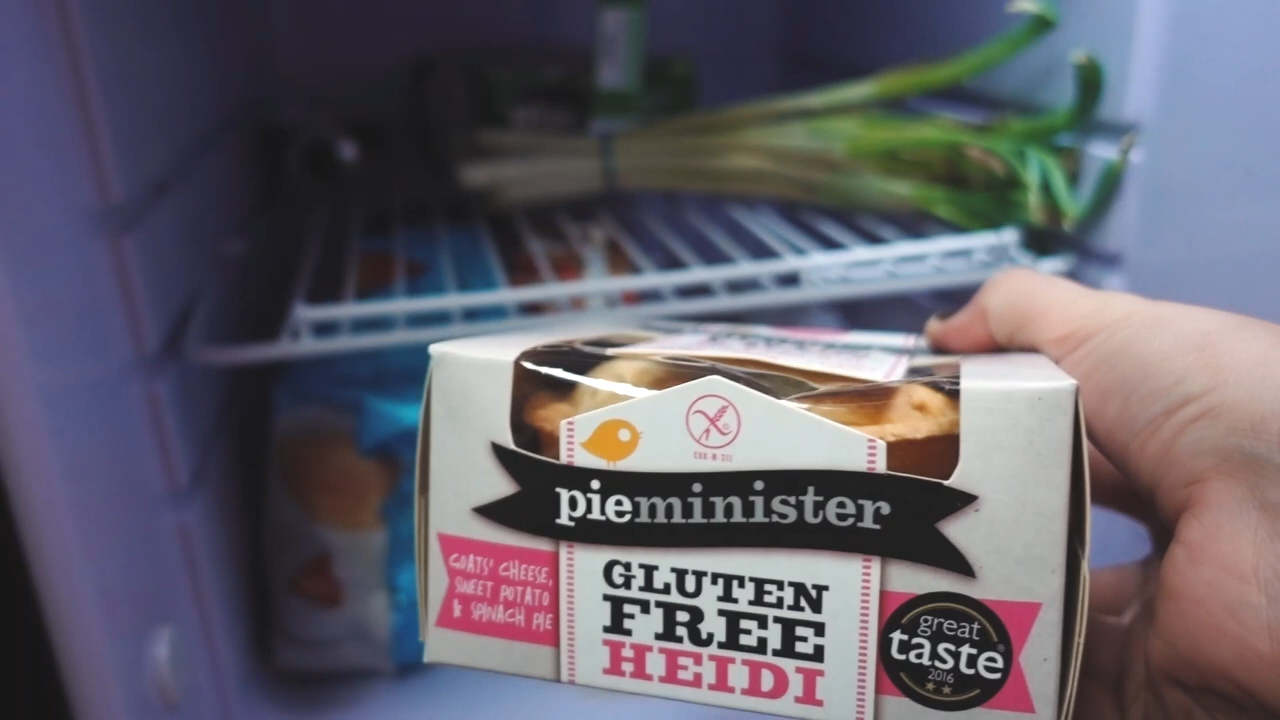 pieminister
GOATS' CHEESE,
SWEET POTATO
& SPINACH PIE
GLUTEN
FREE
HEIDI
great
taste
2016